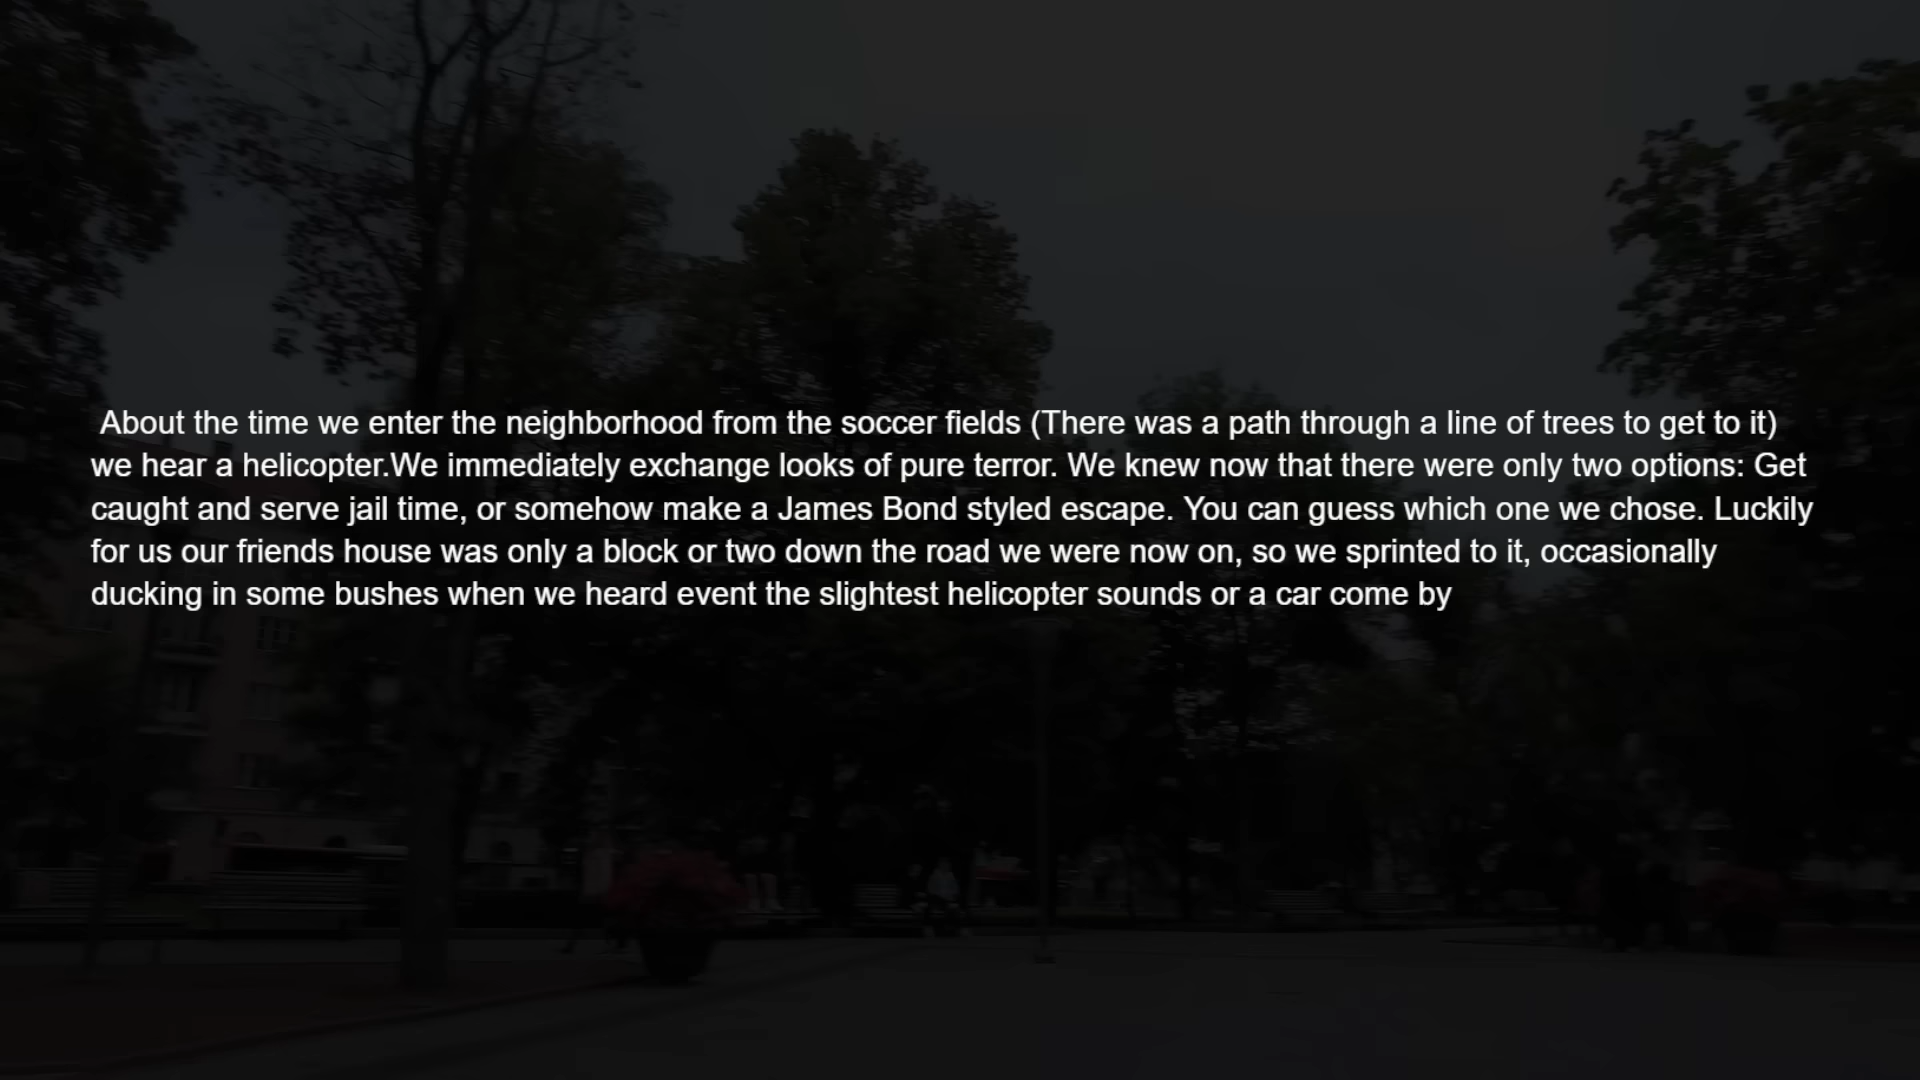 About the time we enter the neighborhood from the soccer fields (There was a path through a line of trees to get to it)
we hear a helicopter.We immediately exchange looks of pure terror. We knew now that there were only two options: Get
caught and serve jail time, or somehow make a James Bond styled escape. You can guess which one we chose. Luckily
for us our friends house was only a block or two down the road we were now on, so we sprinted to it, occasionally
ducking in some bushes when we heard event the slightest helicopter sounds or a car come by